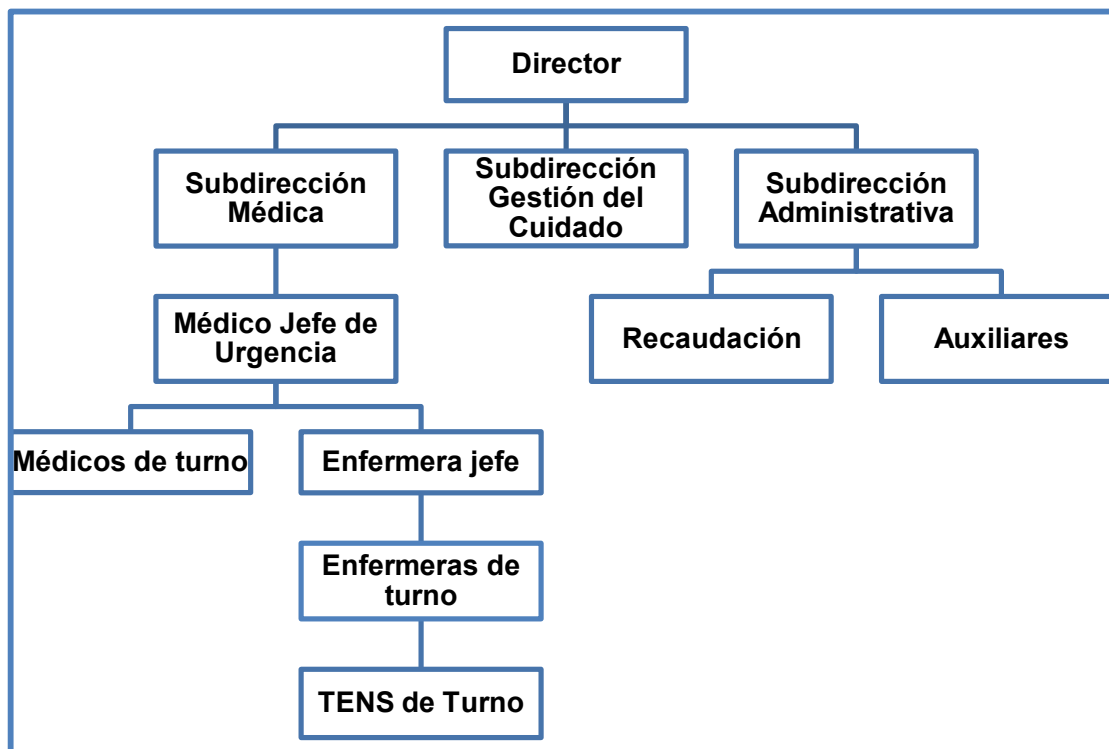 Director
Subdirección
Médica
Subdirección
Gestión del
Cuidado
Subdirección
Administrativa
Médico Jefe de
Urgencia
Recaudación
Auxiliares
Médicos de turno
Enfermera jefe
Enfermeras de
turno
TENS de Turno